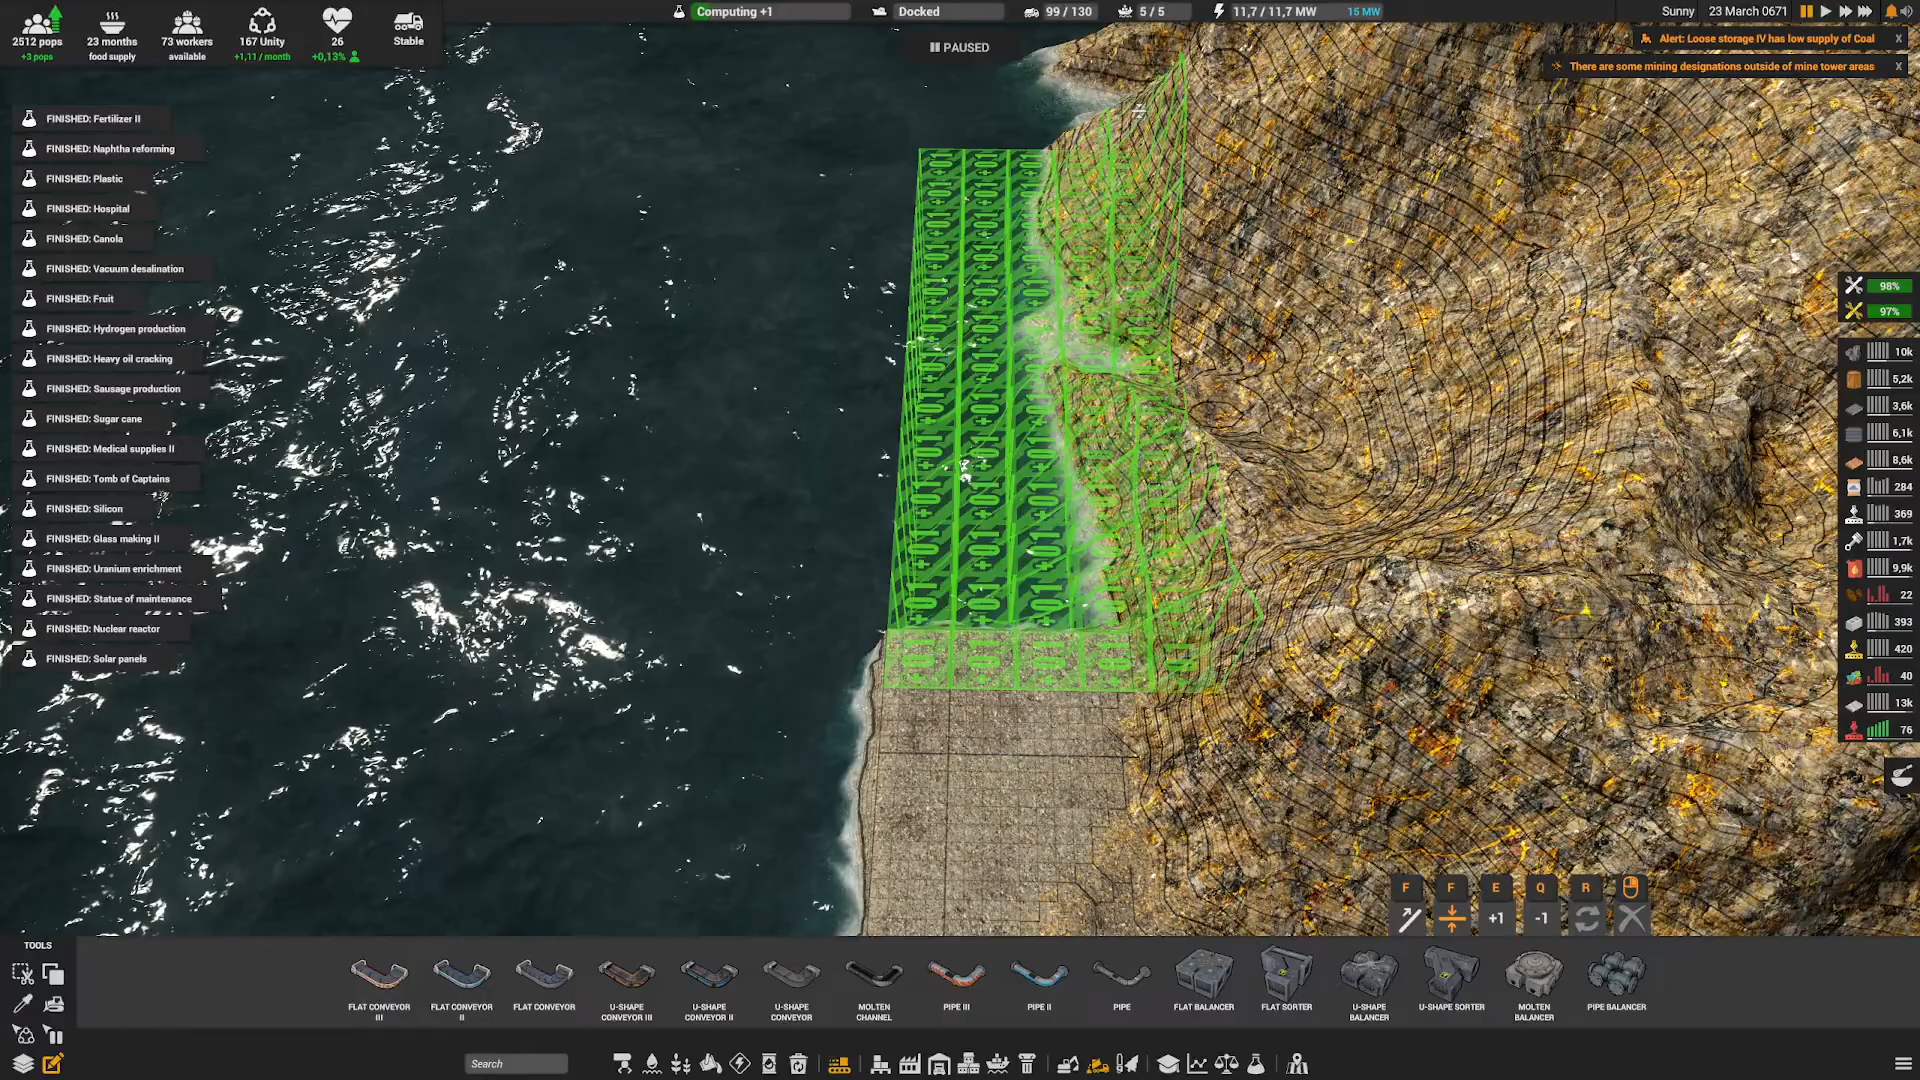 2512 pops
+3 pops
23 months
food supply
73 workers
available
167 Unity
+1,11 / month
26
+0,13%
Stable
Computing +1
Docked
99 / 130
5 / 5
11,7 / 11,7 MW
15 MW
Sunny
23 March 0671
PAUSED
Alert: Loose storage IV has low supply of Coal
X
There are some mining designations outside of mine tower areas
X
FINISHED: Fertilizer II
FINISHED: Naphtha reforming
FINISHED: Plastic
FINISHED: Hospital
FINISHED: Canola
FINISHED: Vacuum desalination
FINISHED: Fruit
FINISHED: Hydrogen production
FINISHED: Heavy oil cracking
FINISHED: Sausage production
FINISHED: Sugar cane
FINISHED: Medical supplies II
FINISHED: Tomb of Captains
FINISHED: Silicon
FINISHED: Glass making II
FINISHED: Uranium enrichment
FINISHED: Statue of maintenance
FINISHED: Nuclear reactor
FINISHED: Solar panels
98%
97%
10k
5,2k
3,6k
6,1k
8,6k
284
369
1,7k
9,9k
22
393
420
40
13k
76
F
F
E
Q
R
+1
-1
TOOLS
FLAT CONVEYOR III
FLAT CONVEYOR II
FLAT CONVEYOR
U-SHAPE CONVEYOR III
U-SHAPE CONVEYOR II
U-SHAPE CONVEYOR
MOLTEN CHANNEL
PIPE III
PIPE II
PIPE
FLAT BALANCER
FLAT SORTER
U-SHAPE BALANCER
U-SHAPE SORTER
MOLTEN BALANCER
PIPE BALANCER
Search